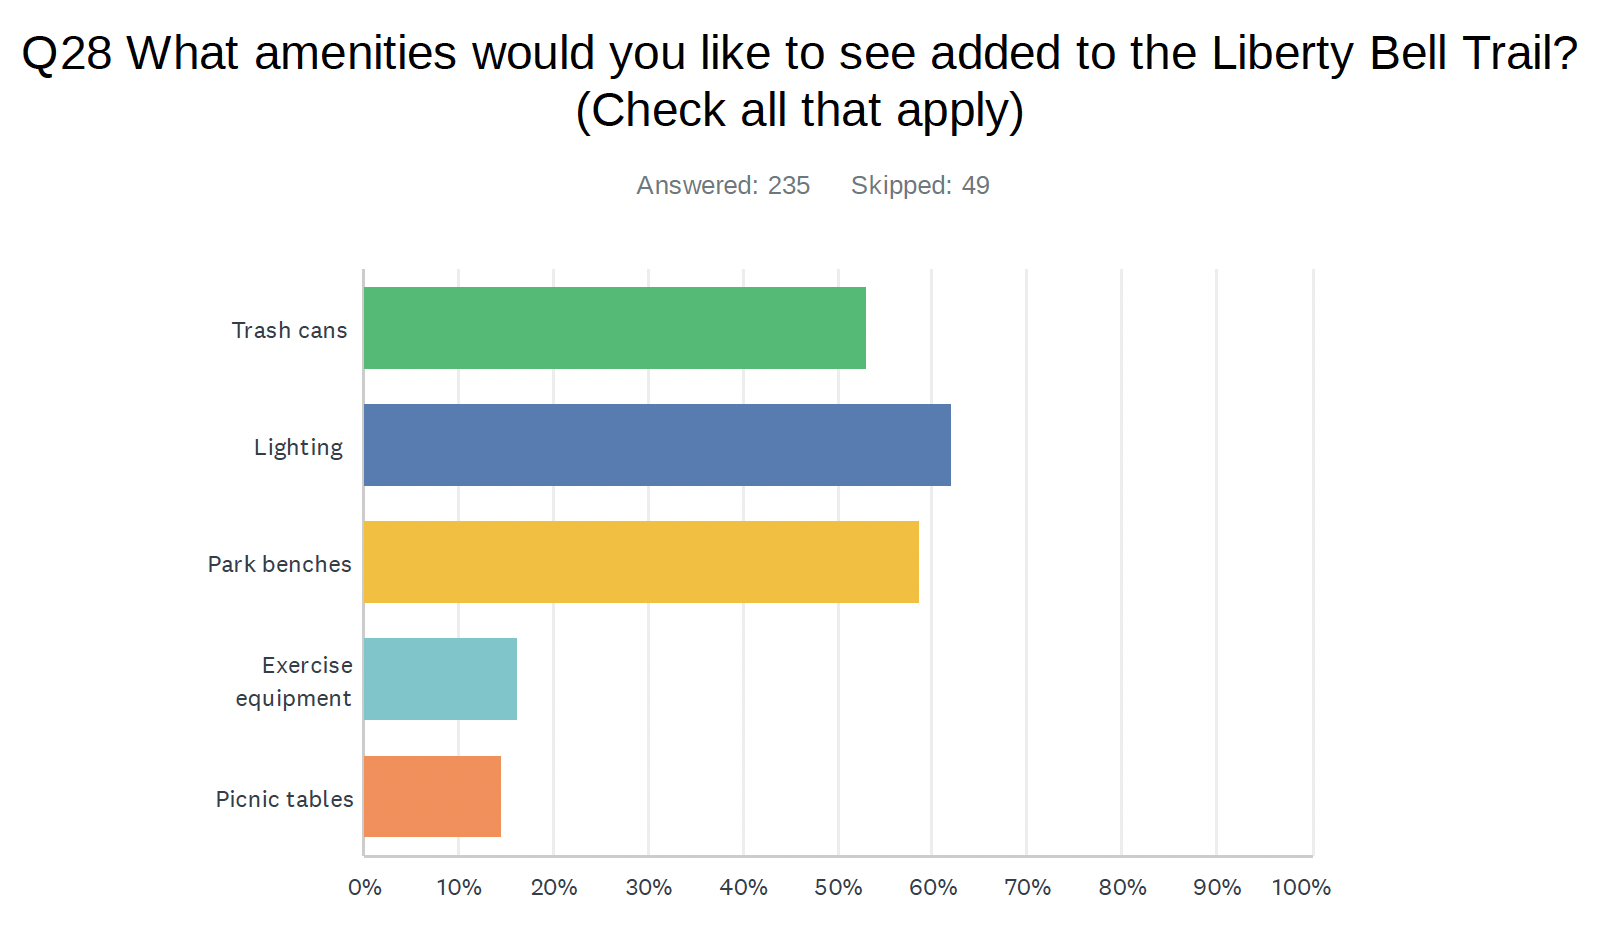 Q28 What amenities would you like to see added to the Liberty Bell Trail?
(Check all that apply)
Answered: 235 Skipped: 49
Trash cans
Lighting
Park benches
Exercise
equipment
Picnic tables
0% 10% 20% 30% 40% 50% 60% 70% 80% 90% 100%